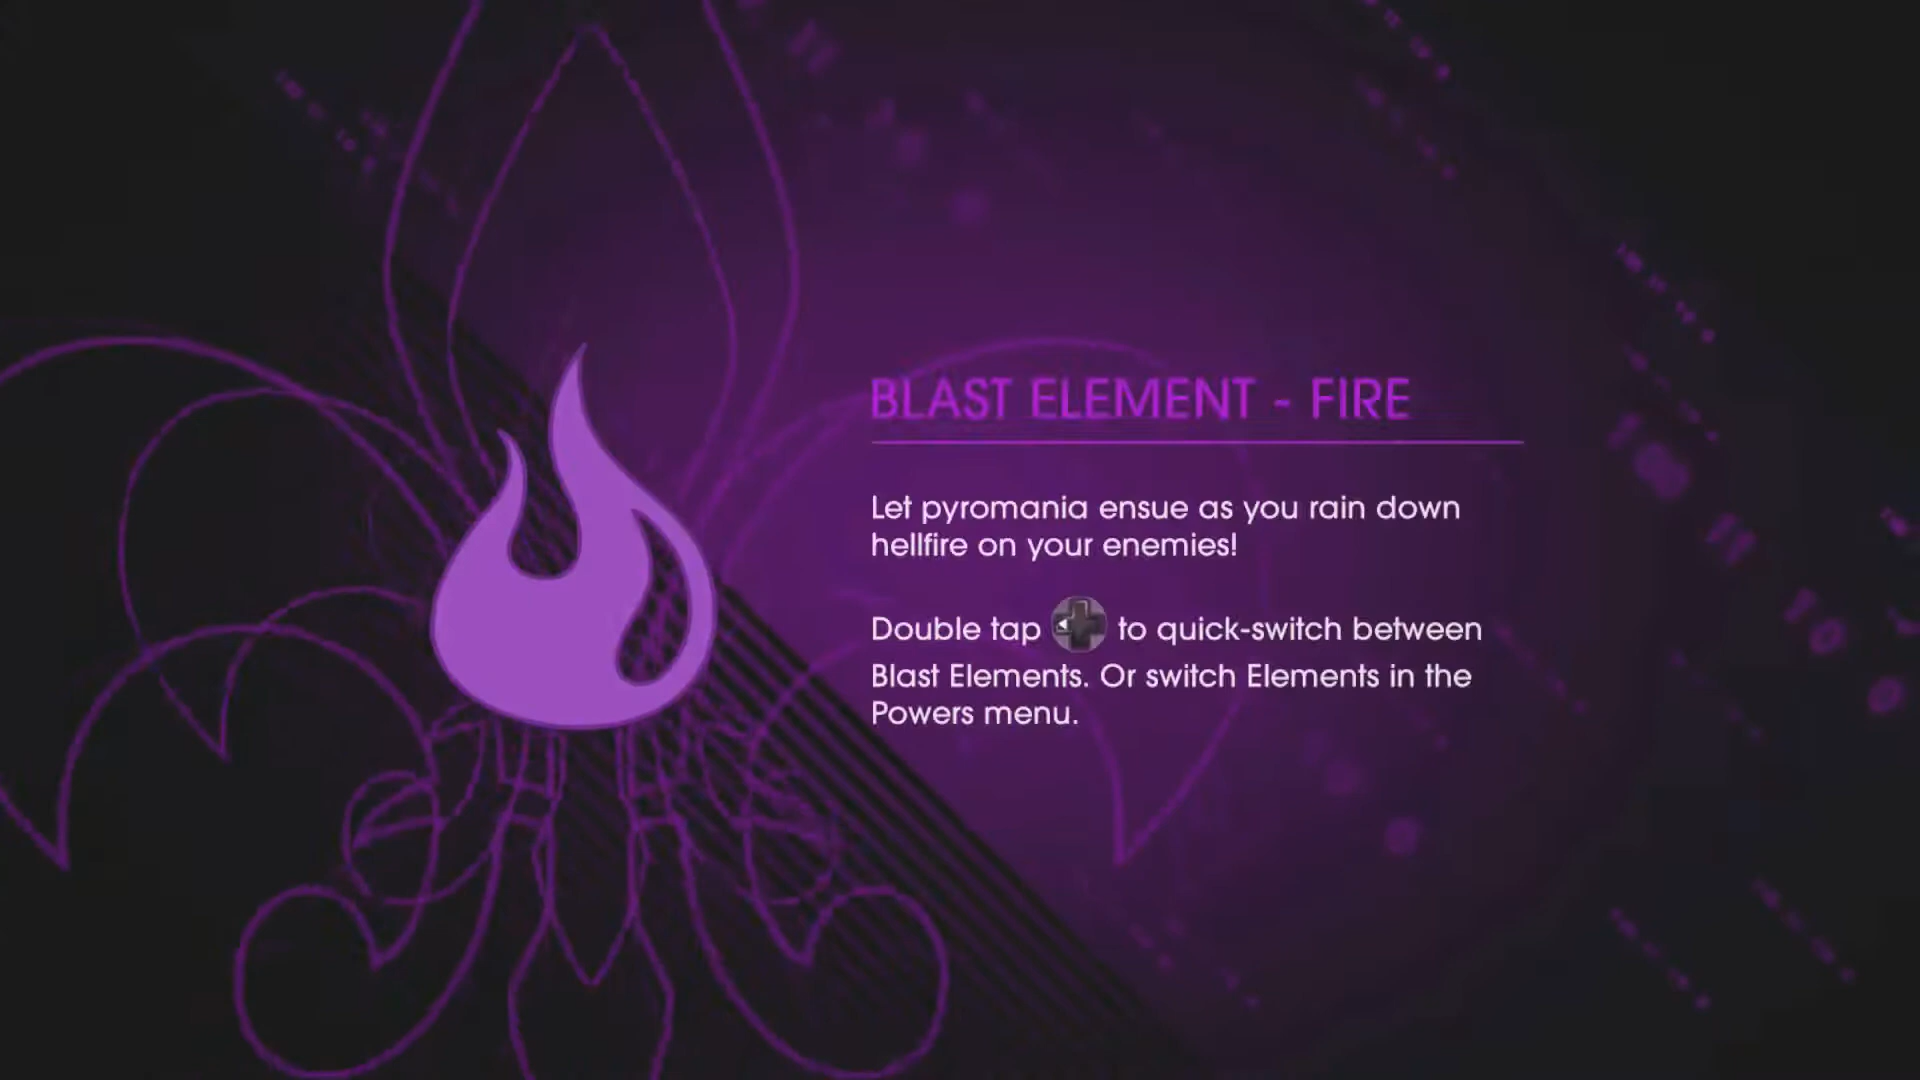 BLAST ELEMENT - FIRE
Let pyromania ensue as you rain down
hellfire on your enemies!
Double tap to quick-switch between
Blast Elements. Or switch Elements in the
Powers menu.